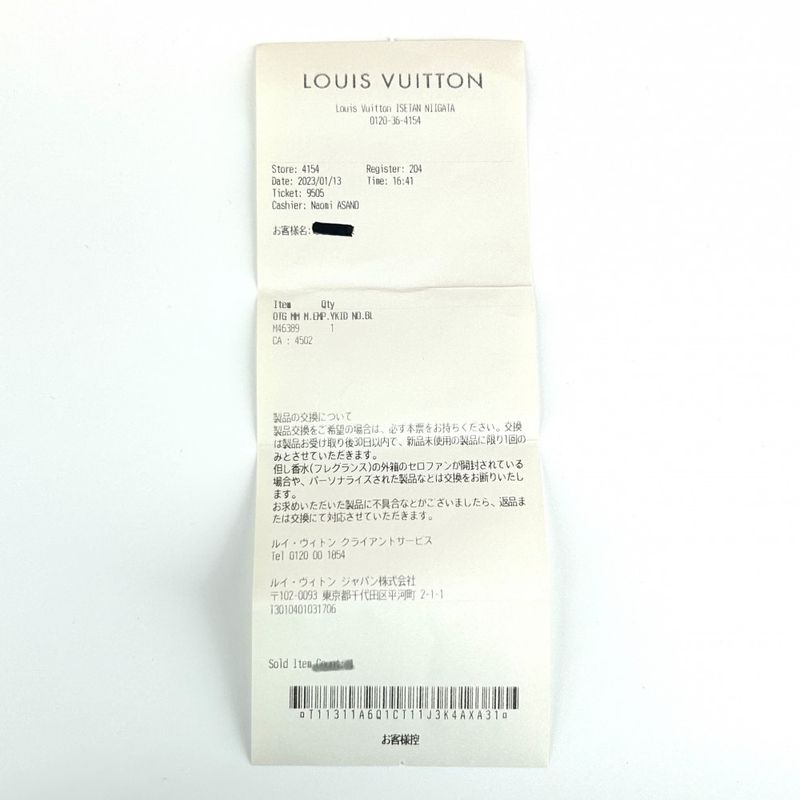 LOUIS VUITTON
Louis Vuitton ISETAN NIIGATA
0120-36-4154
Store: 4154 Register: 204
Date: 2023/01/13 Time: 16:41
Ticket: 9505
Cashier: Naomi ASANO
お客様名:
Item Qty
OTG MM M.EMP.YKID NO.BL
M46389 1
CA : 4502
製品の交換について
製品交換をご希望の場合は、必ず本票をお持ちください。交換
は製品お受け取り後30日以内で、新品未使用の製品に限り1回の
みとさせていただきます。
但し香水(フレグランス)の外箱のセロファンが開封されている
場合や、パーソナライズされた製品などは交換をお断りいたし
ます。
お求めいただいた製品に不具合などがございましたら、返品ま
たは交換にて対応させていただきます。
ルイ・ヴィトン クライアントサービス
Tel 0120 00 1854
ルイ・ヴィトン ジャパン株式会社
〒102-0093 東京都千代田区平河町 2-1-1
T3010401031706
Sold Item
¤T11311A6Q1CT11J3K4AXA31¤
お客様控